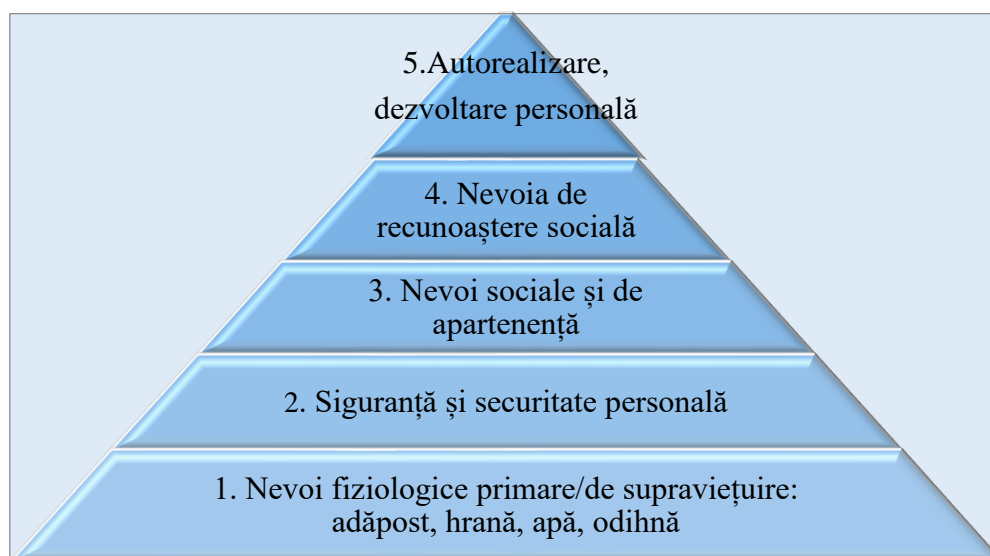 5.Autorealizare,
dezvoltare personală
4. Nevoia de
recunoaștere socială
3. Nevoi sociale și de
apartenență
2. Siguranță și securitate personală
1. Nevoi fiziologice primare/de supraviețuire:
adăpost, hrană, apă, odihnă